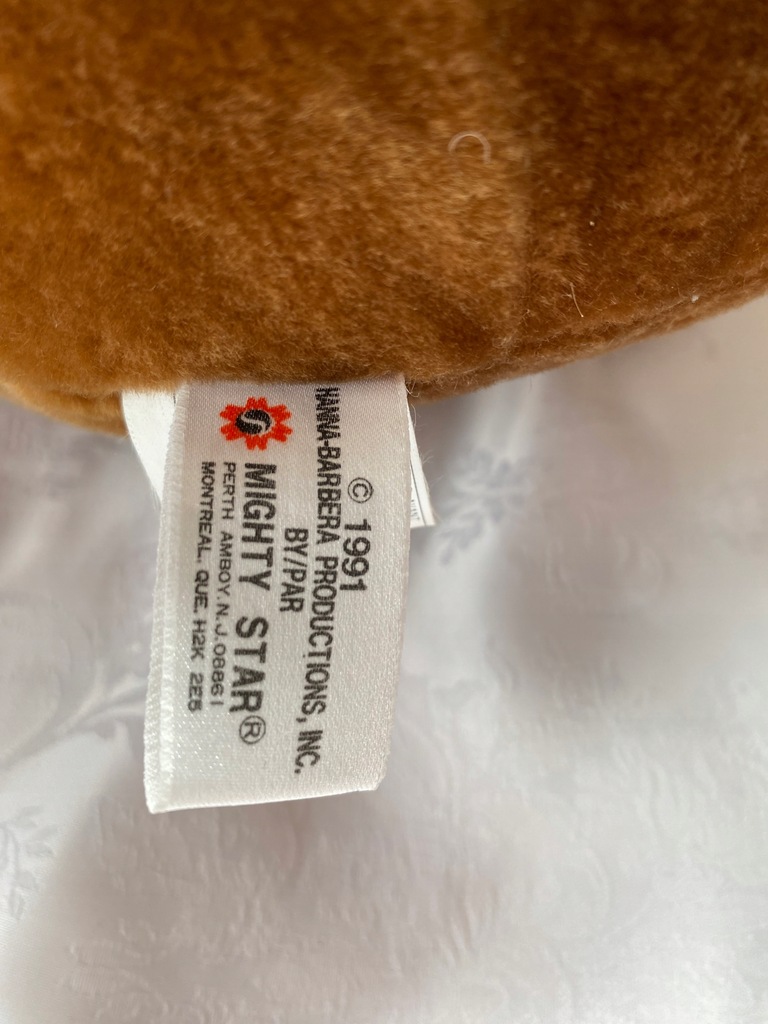 © 1991
HANNA-BARBERA PRODUCTIONS, INC.
BY/PAR
MIGHTY STAR®
PERTH AMBOY. N.J. 08861
MONTREAL, QUE. H2K 2E5